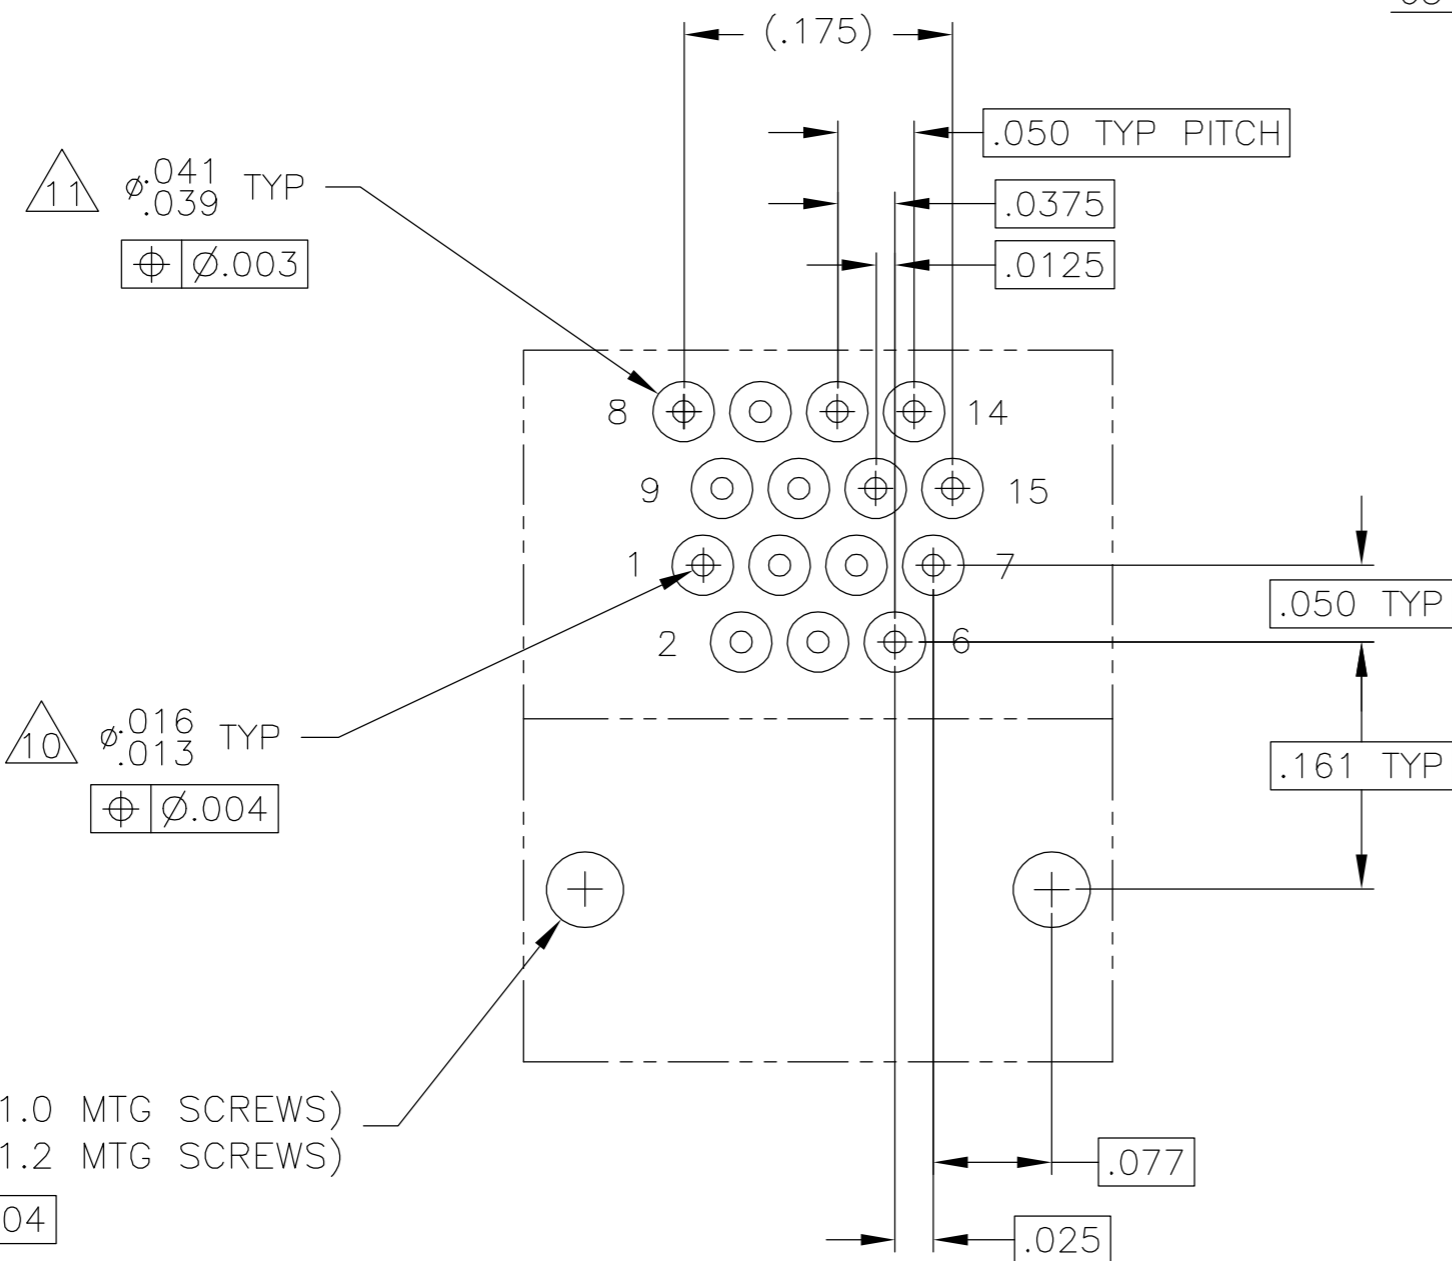 (.175)
.050 TYP PITCH
11 ⌀.041 TYP
.039
⌖ ⌀.003
.0375
.0125
8 14
9 15
1 7
2 6
.050 TYP
10 ⌀.016 TYP
.013
⌖ ⌀.004
.161 TYP
1.0 MTG SCREWS)
1.2 MTG SCREWS)
04
.077
.025